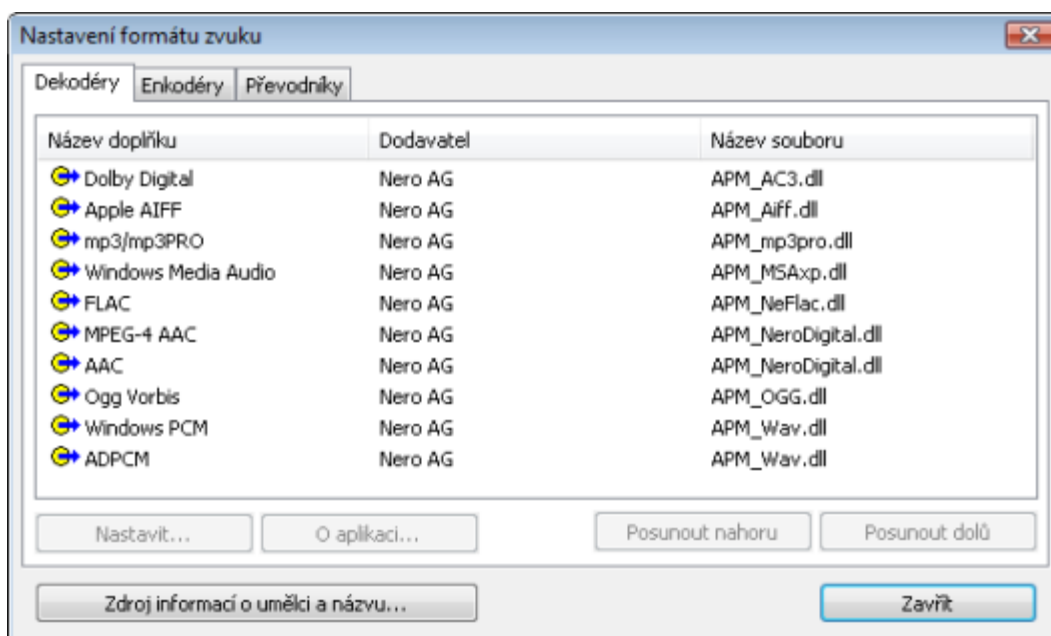 Nastavení formátu zvuku
Dekodéry Enkodéry Převodníky
Název doplňku Dodavatel Název souboru
Dolby Digital Nero AG APM_AC3.dll
Apple AIFF Nero AG APM_Aiff.dll
mp3/mp3PRO Nero AG APM_mp3pro.dll
Windows Media Audio Nero AG APM_MSAxp.dll
FLAC Nero AG APM_NeFlac.dll
MPEG-4 AAC Nero AG APM_NeroDigital.dll
AAC Nero AG APM_NeroDigital.dll
Ogg Vorbis Nero AG APM_OGG.dll
Windows PCM Nero AG APM_Wav.dll
ADPCM Nero AG APM_Wav.dll
Nastavit... O aplikaci... Posunout nahoru Posunout dolů
Zdroj informací o umělci a názvu... Zavřít